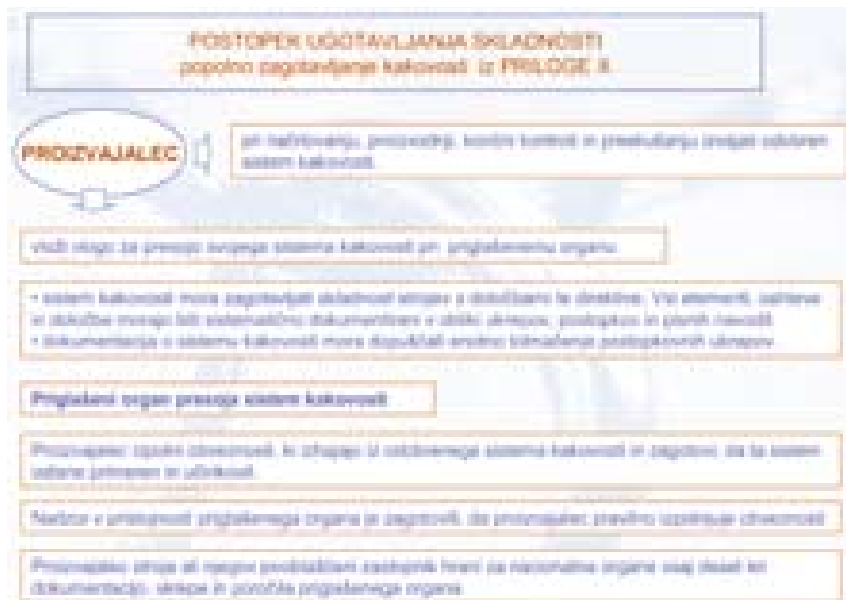 POSTOPEK UGOTAVLJANJA SKLADNOSTI
popolno zagotavljanje kakovosti iz PRILOGE X
PROIZVAJALEC
pri načrtovanju, proizvodnji, končni kontroli in preskušanju izvajati odobren
sistem kakovosti.
vloži vlogo za presojo svojega sistema kakovosti pri priglašenemu organu
• sistem kakovosti mora zagotavljati skladnost strojev z določbami te direktive. Vsi elementi, zahteve
in določbe morajo biti sistematično dokumentirani v obliki ukrepov, postopkov in pisnih navodil
• dokumentacija o sistemu kakovosti mora dopuščati enotno tolmačenje postopkovnih ukrepov
Priglašeni organ presoja sistem kakovosti
Proizvajalec izpolni obveznosti, ki izhajajo iz odobrenega sistema kakovosti in zagotovi, da ta sistem
ostane primeren in učinkovit.
Nadzor v pristojnosti priglašenega organa je zagotoviti, da proizvajalec pravilno izpolnjuje obveznosti
Proizvajalec stroja ali njegov pooblaščeni zastopnik hrani za nacionalne organe vsaj deset let
dokumentacijo, sklepe in poročila priglašenega organa